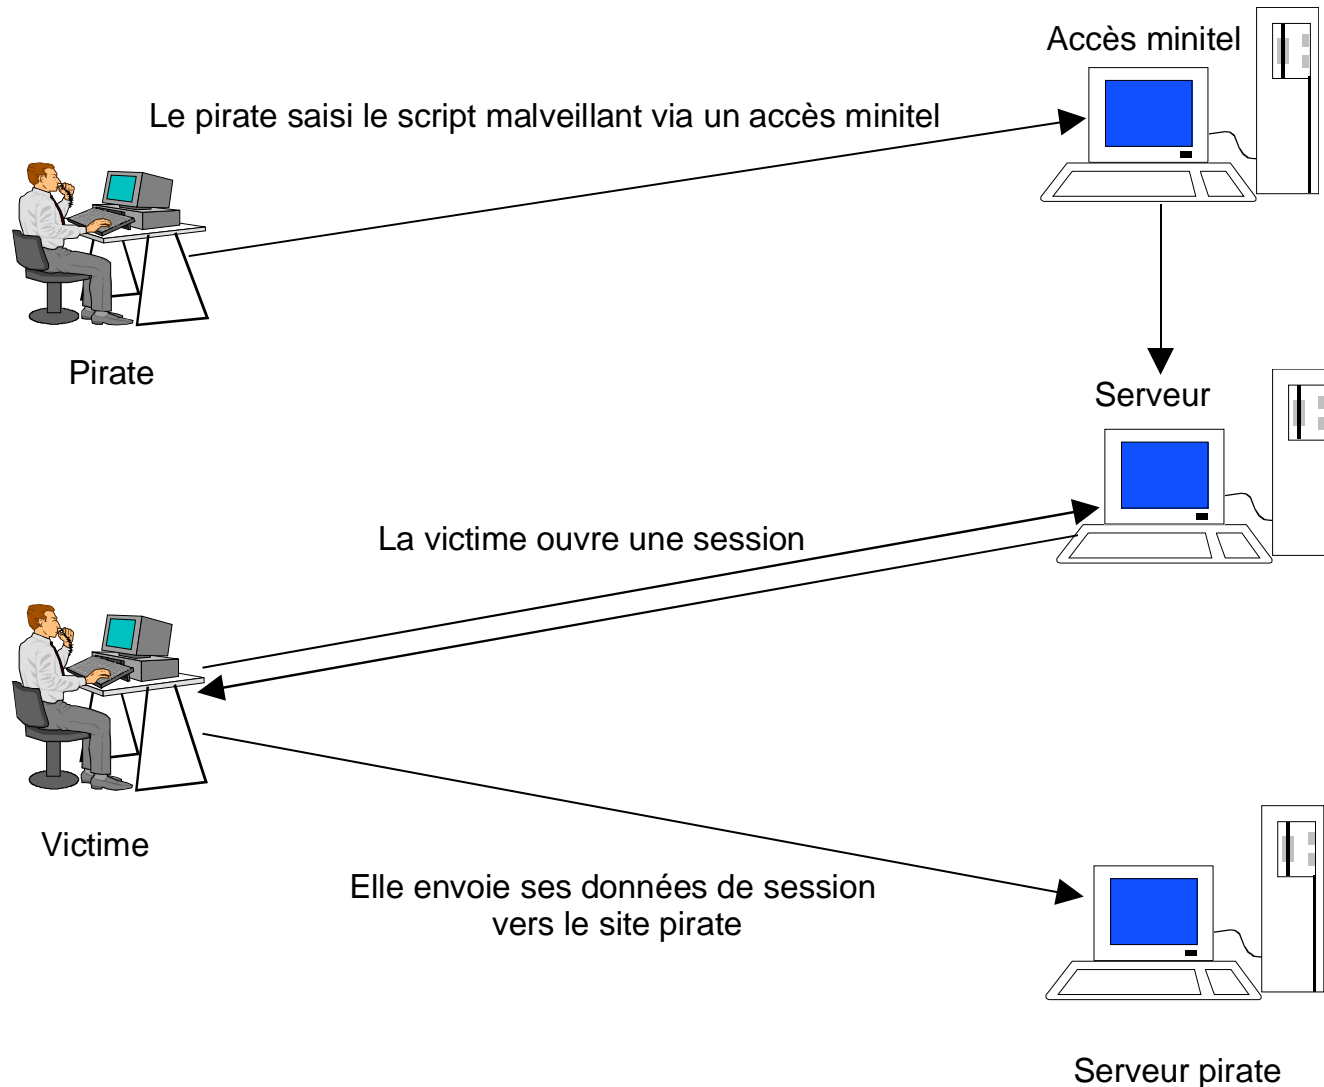 Accès minitel
Le pirate saisi le script malveillant via un accès minitel
Pirate
Serveur
La victime ouvre une session
Victime
Elle envoie ses données de session
vers le site pirate
Serveur pirate